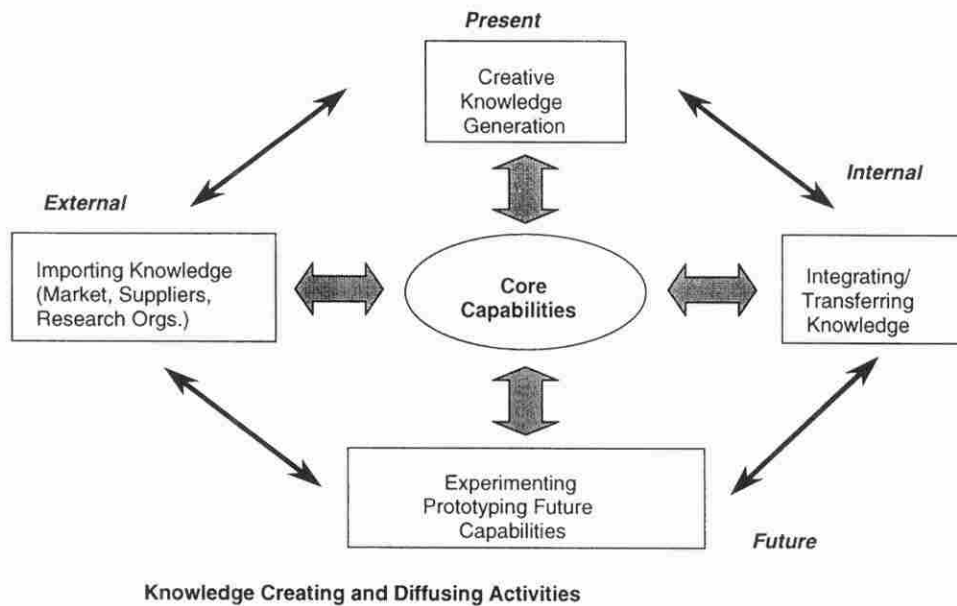 Present
Creative
Knowledge
Generation
External
Internal
Importing Knowledge
(Market, Suppliers,
Research Orgs.)
Core
Capabilities
Integrating/
Transferring
Knowledge
Experimenting
Prototyping Future
Capabilities
Future
Knowledge Creating and Diffusing Activities